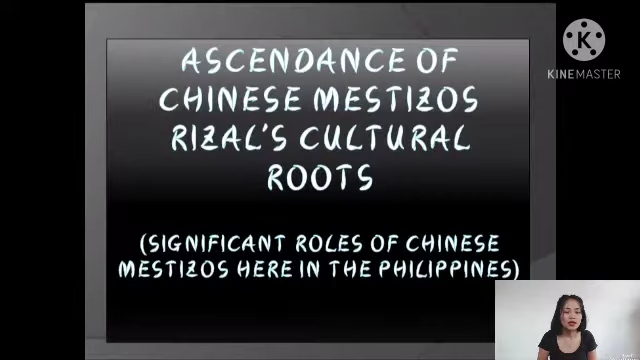 ASCENDANCE OF
CHINESE MESTIZOS
RIZAL'S CULTURAL
ROOTS
(SIGNIFICANT ROLES OF CHINESE
MESTIZOS HERE IN THE PHILIPPINES)
K
KINEMASTER